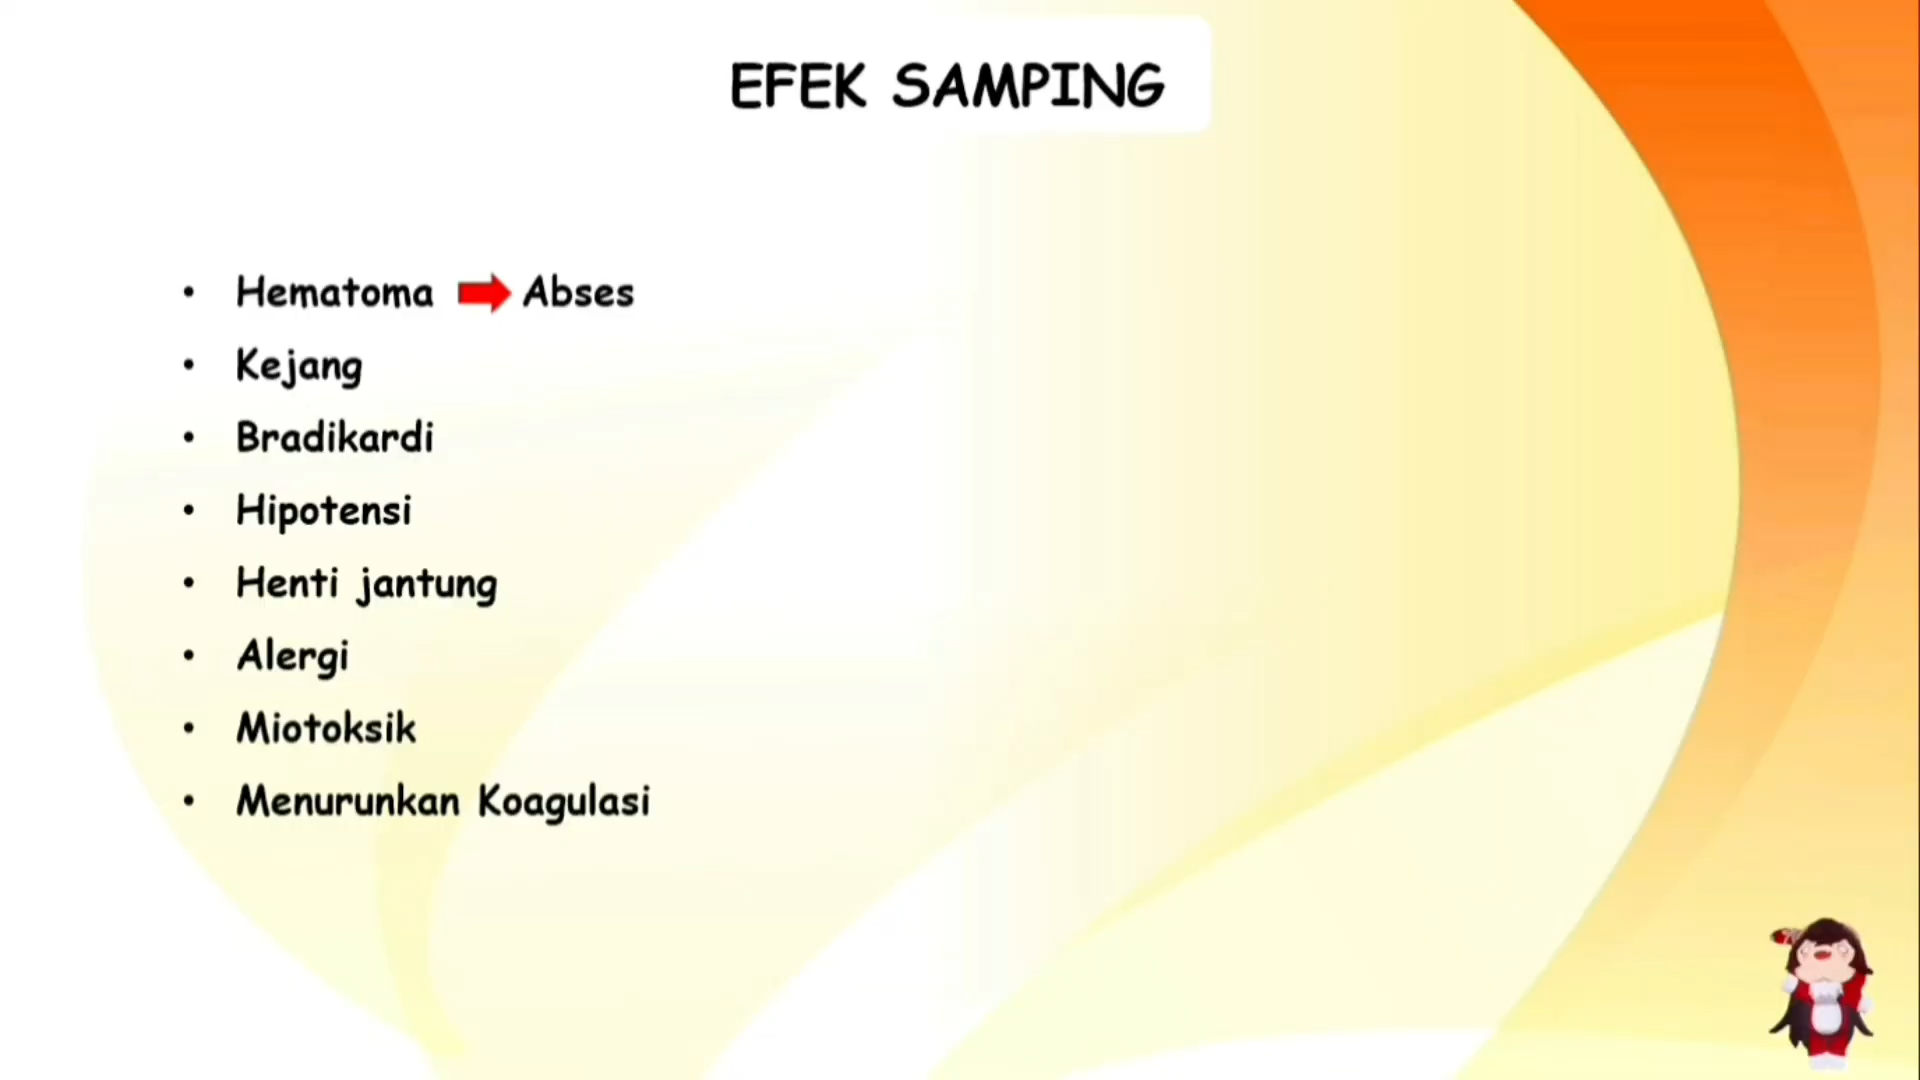 EFEK SAMPING
• Hematoma ➡ Abses
• Kejang
• Bradikardi
• Hipotensi
• Henti jantung
• Alergi
• Miotoksik
• Menurunkan Koagulasi